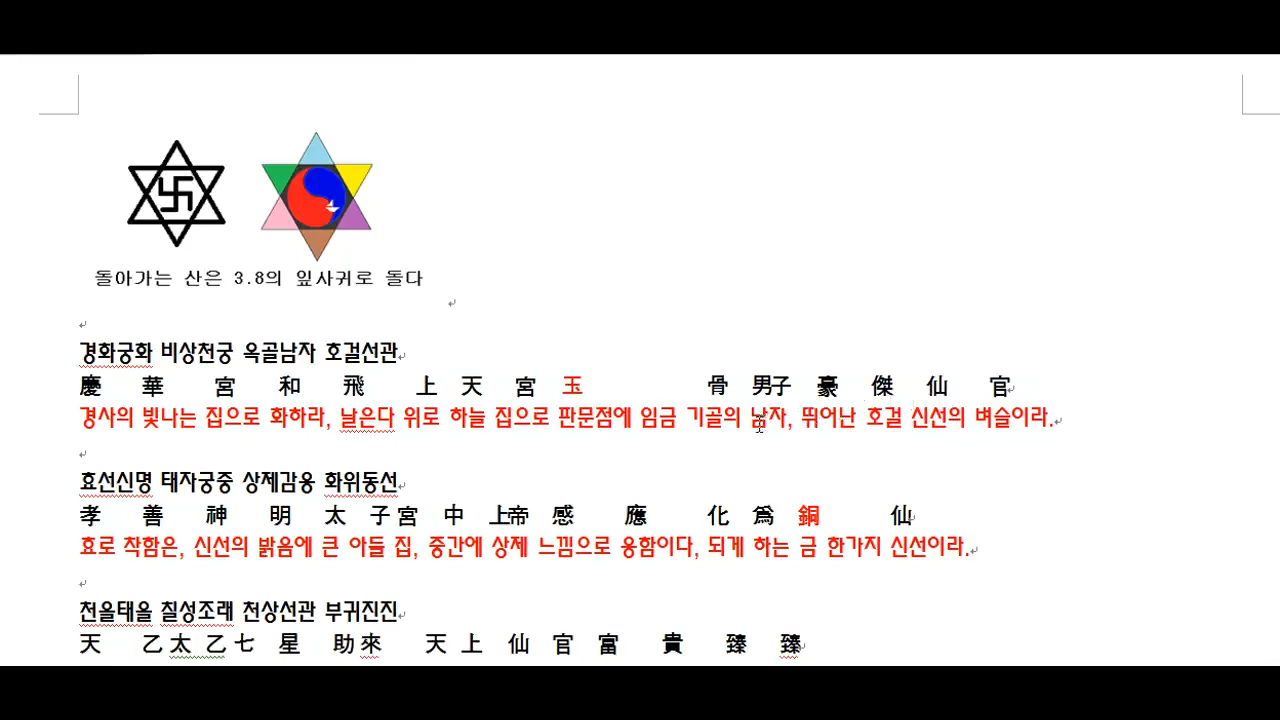 돌아가는 산은 3.8의 잎사귀로 돌다
경화궁화 비상천궁 옥골남자 호걸선관
慶 華 宮 和 飛 上 天 宮 玉 骨 男子 豪 傑 仙 官
경사의 빛나는 집으로 화하라, 날은다 위로 하늘 집으로 판문점에 임금 기골의 남자, 뛰어난 호걸 신선의 벼슬이라.
효선신명 태자궁중 상제감응 화위동선
孝 善 神 明 太 子 宮 中 上帝 感 應 化 爲 銅 仙
효로 착함은, 신선의 밝음에 큰 아들 집, 중간에 상제 느낌으로 응함이다, 되게 하는 금 한가지 신선이라.
천을태을 칠성조래 천상선관 부귀진진
天 乙 太 乙 七 星 助 來 天 上 仙 官 富 貴 臻 臻